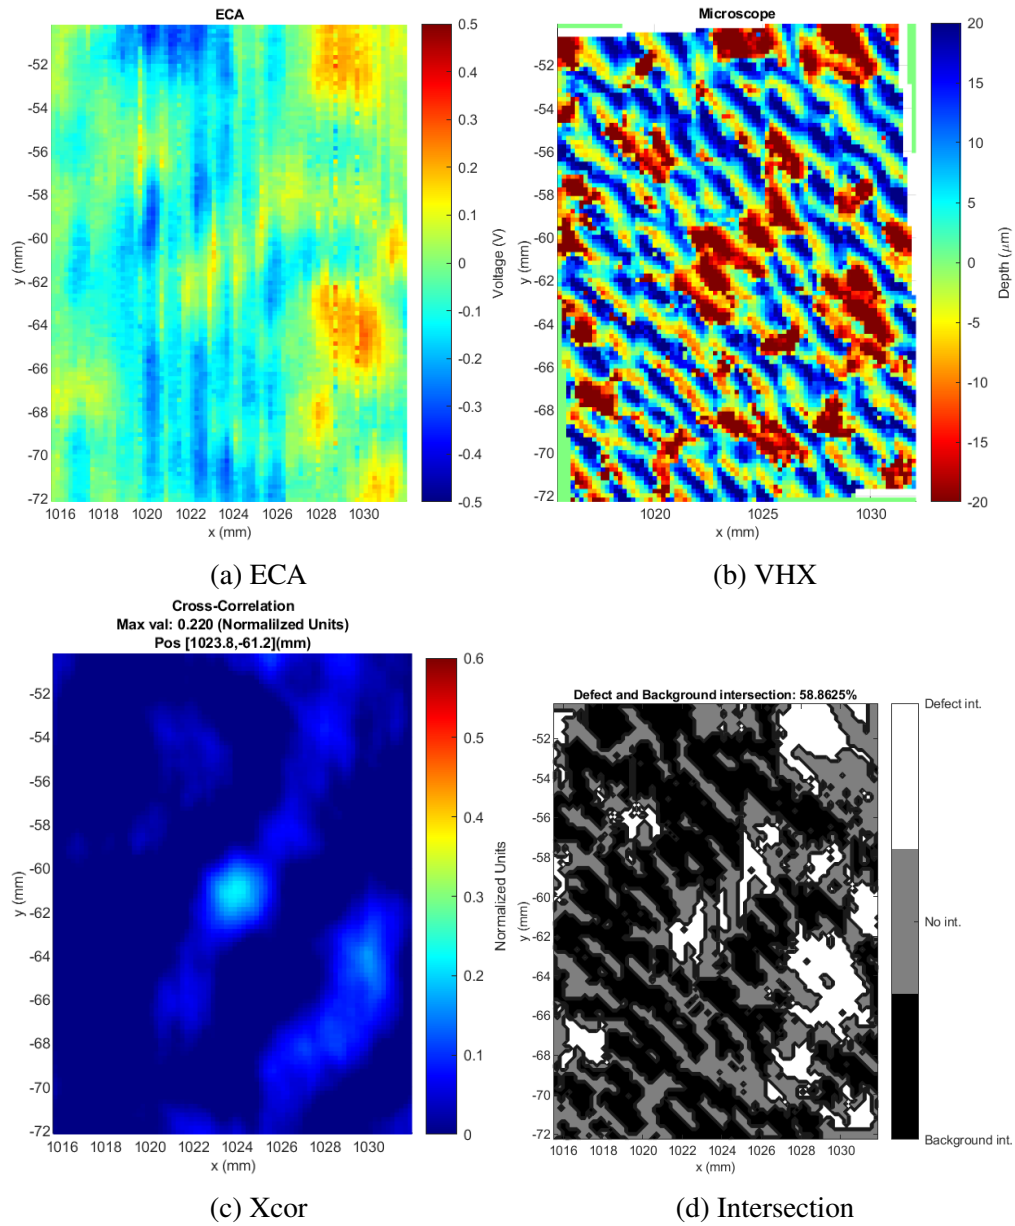 ECA
-52
-54
-56
-58
-60
-62
-64
-66
-68
-70
-72
y (mm)
1016 1018 1020 1022 1024 1026 1028 1030
x (mm)
0.5
0.4
0.3
0.2
0.1
0
-0.1
-0.2
-0.3
-0.4
-0.5
Voltage (V)
(a) ECA
Microscope
-52
-54
-56
-58
-60
-62
-64
-66
-68
-70
-72
y (mm)
1020 1025 1030
x (mm)
20
15
10
5
0
-5
-10
-15
-20
Depth (μm)
(b) VHX
Cross-Correlation
Max val: 0.220 (Normalilzed Units)
Pos [1023.8,-61.2](mm)
-52
-54
-56
-58
-60
-62
-64
-66
-68
-70
-72
y (mm)
1016 1018 1020 1022 1024 1026 1028 1030
x (mm)
0.6
0.5
0.4
0.3
0.2
0.1
0
Normalized Units
(c) Xcor
Defect and Background intersection: 58.8625%
-52
-54
-56
-58
-60
-62
-64
-66
-68
-70
-72
y (mm)
1016 1018 1020 1022 1024 1026 1028 1030
x (mm)
Defect int.
No int.
Background int.
(d) Intersection